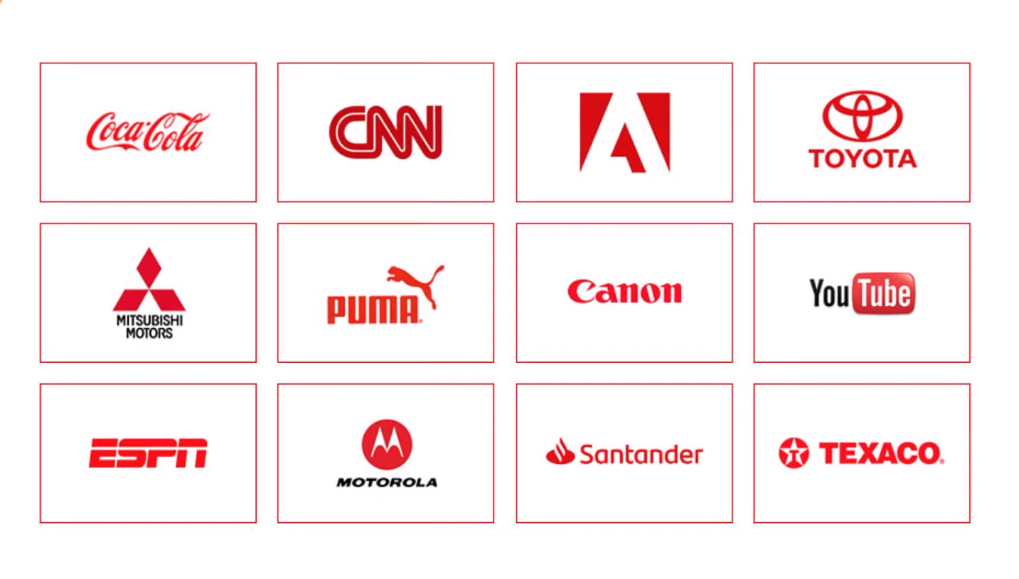 Coca-Cola
CNN
A
TOYOTA
MITSUBISHI
MOTORS
PUMA®
Canon
YouTube
ESPN
MOTOROLA
Santander
T TEXACO®